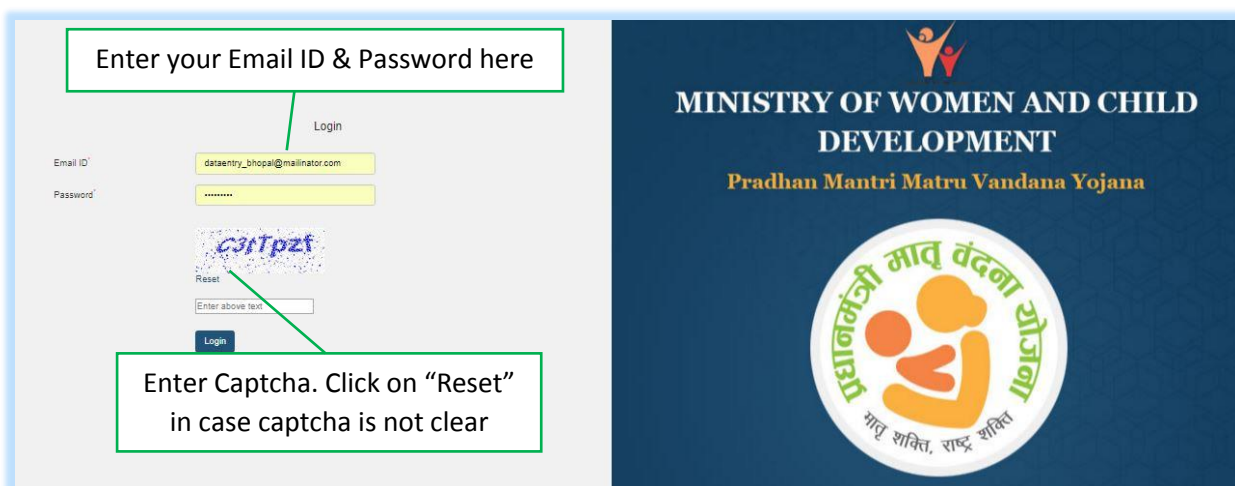 Enter your Email ID & Password here
Login
Email ID*
dataentry_bhopal@mailinator.com
Password*
•••••••••
Reset
Enter above text
Login
Enter Captcha. Click on “Reset”
in case captcha is not clear
MINISTRY OF WOMEN AND CHILD
DEVELOPMENT
Pradhan Mantri Matru Vandana Yojana
प्रधानमंत्री मातृ वंदना योजना
मातृ शक्ति, राष्ट्र शक्ति